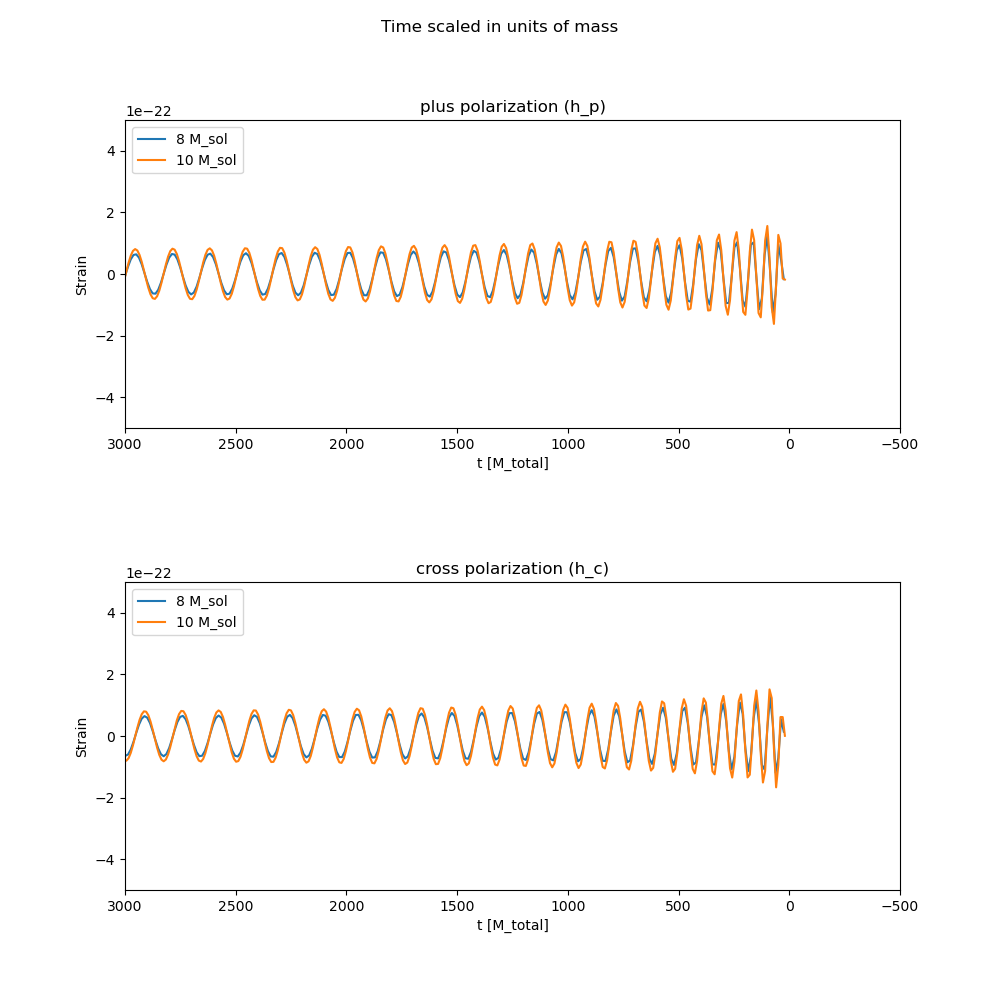 Time scaled in units of mass
plus polarization (h_p)
1e−22
8 M_sol
10 M_sol
4
2
0
−2
−4
Strain
3000 2500 2000 1500 1000 500 0 −500
t [M_total]
cross polarization (h_c)
1e−22
8 M_sol
10 M_sol
4
2
0
−2
−4
Strain
3000 2500 2000 1500 1000 500 0 −500
t [M_total]